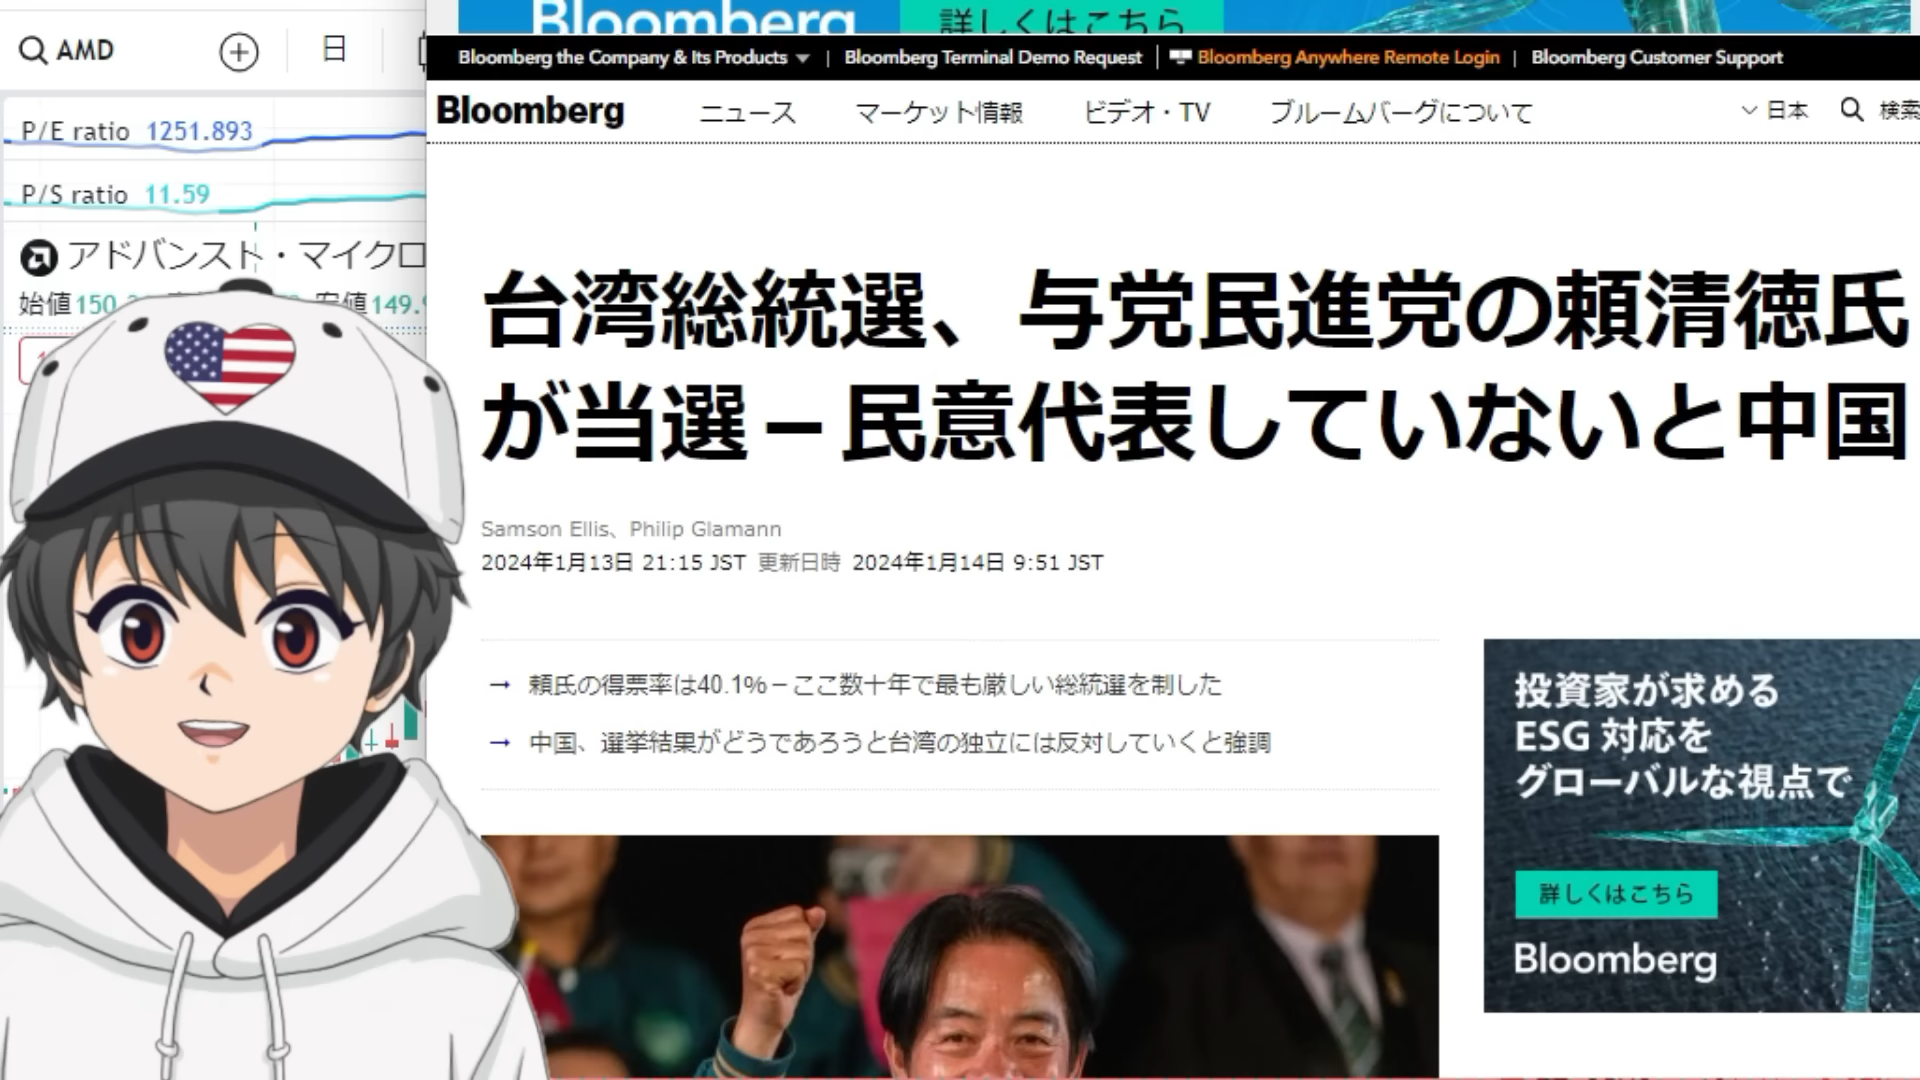 AMD
日
P/E ratio 1251.893
P/S ratio 11.59
アドバンスト・マイクロ
始値150 安値149.
Bloomberg
詳しくはこちら
Bloomberg the Company & Its Products | Bloomberg Terminal Demo Request | Bloomberg Anywhere Remote Login | Bloomberg Customer Support
Bloomberg ニュース マーケット情報 ビデオ・TV ブルームバーグについて 日本 検索
台湾総統選、与党民進党の頼清徳氏
が当選－民意代表していないと中国
Samson Ellis、Philip Glamann
2024年1月13日 21:15 JST 更新日時 2024年1月14日 9:51 JST
→ 頼氏の得票率は40.1%－ここ数十年で最も厳しい総統選を制した
→ 中国、選挙結果がどうであろうと台湾の独立には反対していくと強調
投資家が求める
ESG 対応を
グローバルな視点で
詳しくはこちら
Bloomberg